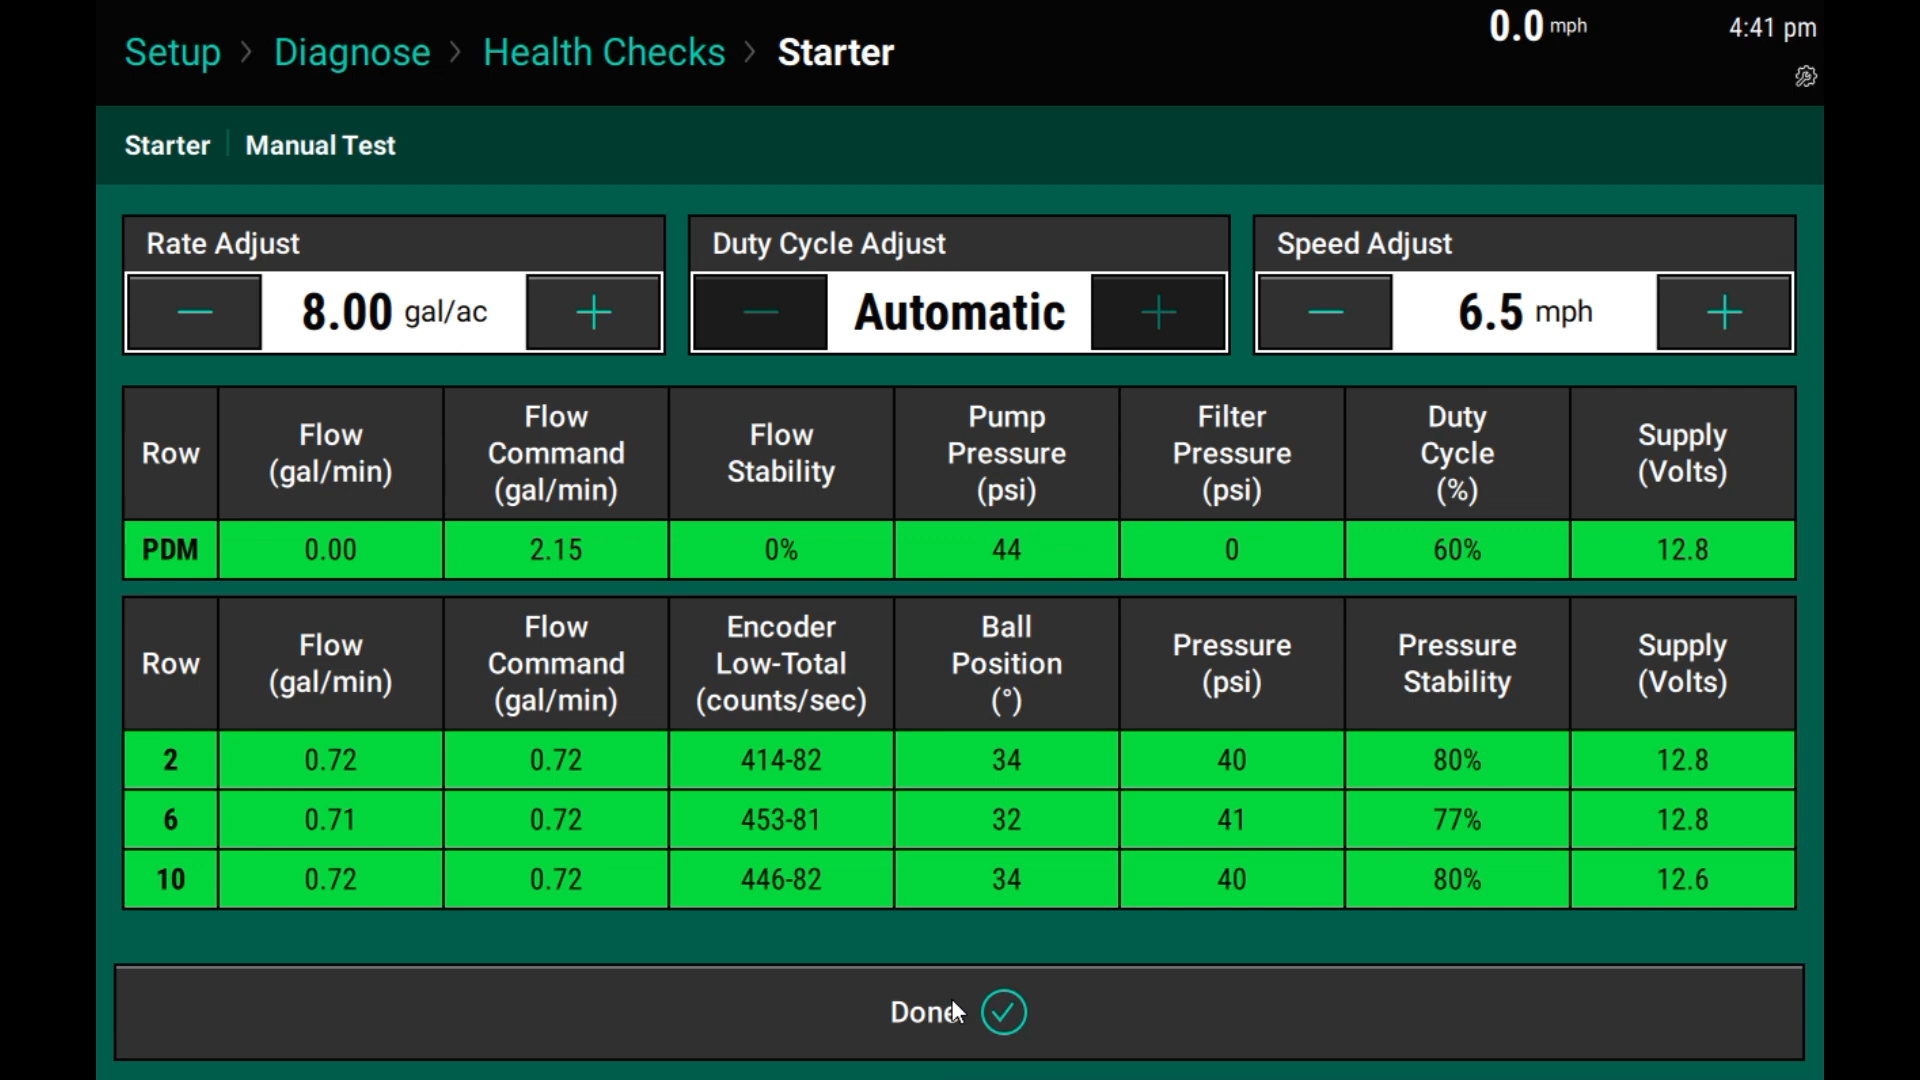 Setup > Diagnose > Health Checks > Starter
0.0 mph
4:41 pm
Starter | Manual Test
Rate Adjust
Duty Cycle Adjust
Speed Adjust
— 8.00 gal/ac +
— Automatic +
— 6.5 mph +
Row
Flow
(gal/min)
Flow
Command
(gal/min)
Flow
Stability
Pump
Pressure
(psi)
Filter
Pressure
(psi)
Duty
Cycle
(%)
Supply
(Volts)
PDM 0.00 2.15 0% 44 0 60% 12.8
Row
Flow
(gal/min)
Flow
Command
(gal/min)
Encoder
Low-Total
(counts/sec)
Ball
Position
(°)
Pressure
(psi)
Pressure
Stability
Supply
(Volts)
2 0.72 0.72 414-82 34 40 80% 12.8
6 0.71 0.72 453-81 32 41 77% 12.8
10 0.72 0.72 446-82 34 40 80% 12.6
Done